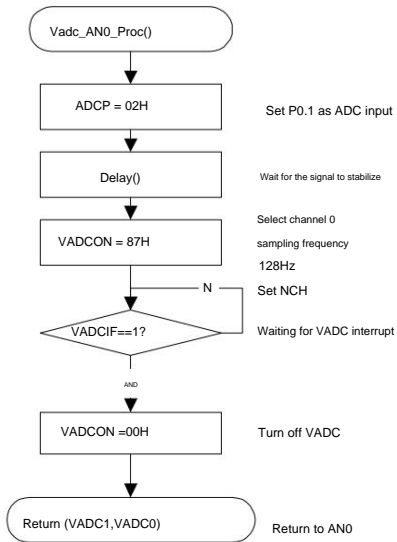 Vadc_AN0_Proc()
ADCP = 02H
Set P0.1 as ADC input
Delay()
Wait for the signal to stabilize
Select channel 0
VADCON = 87H
sampling frequency
128Hz
N
Set NCH
VADCIF==1?
Waiting for VADC interrupt
AND
VADCON =00H
Turn off VADC
Return (VADC1,VADC0)
Return to AN0